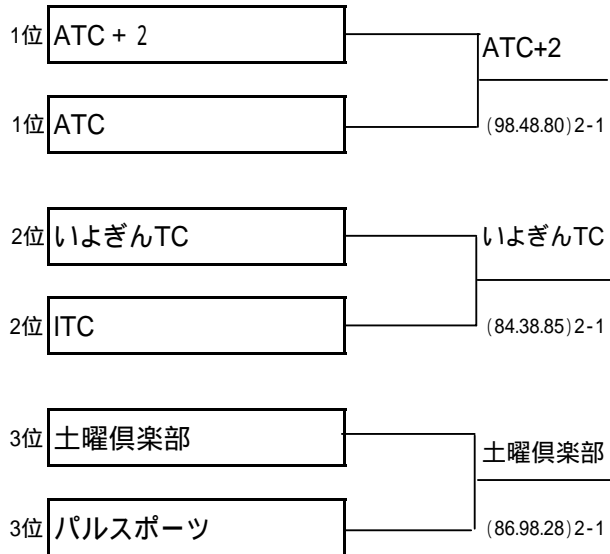 1位 ATC + 2
ATC+2
1位 ATC
(98.48.80)2-1
2位 いよぎんTC
いよぎんTC
2位 ITC
(84.38.85)2-1
3位 土曜倶楽部
土曜倶楽部
3位 パルスポーツ
(86.98.28)2-1